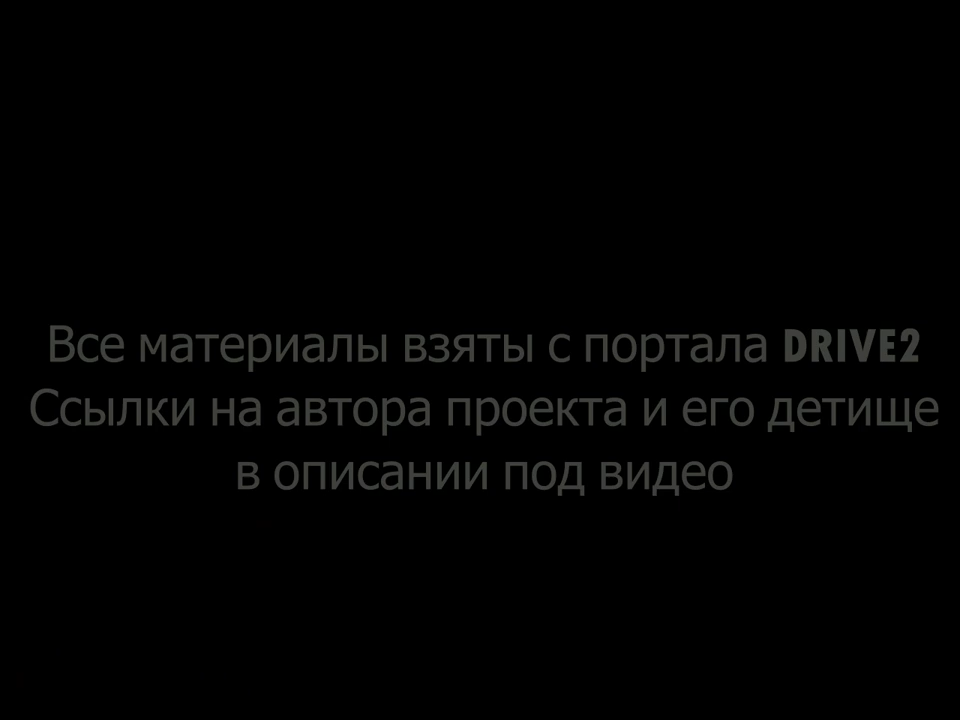 Все материалы взяты с портала DRIVE2
Ссылки на автора проекта и его детище
в описании под видео